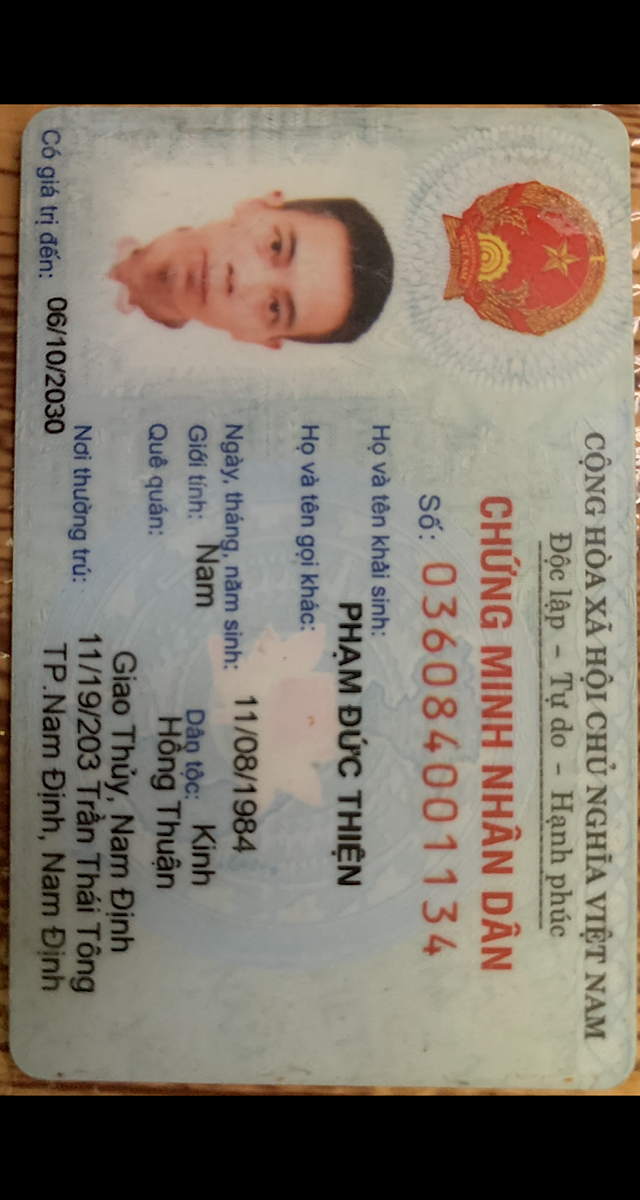 CỘNG HÒA XÃ HỘI CHỦ NGHĨA VIỆT NAM
Độc lập - Tự do - Hạnh phúc
CHỨNG MINH NHÂN DÂN
Số: 036084001134
Họ và tên khai sinh:
PHẠM ĐỨC THIỆN
Họ và tên gọi khác:
Ngày, tháng, năm sinh: 11/08/1984
Giới tính: Nam Dân tộc: Kinh
Quê quán: Hồng Thuận
Giao Thủy, Nam Định
Nơi thường trú: 11/19/203 Trần Thái Tông
TP.Nam Định, Nam Định
Có giá trị đến: 06/10/2030